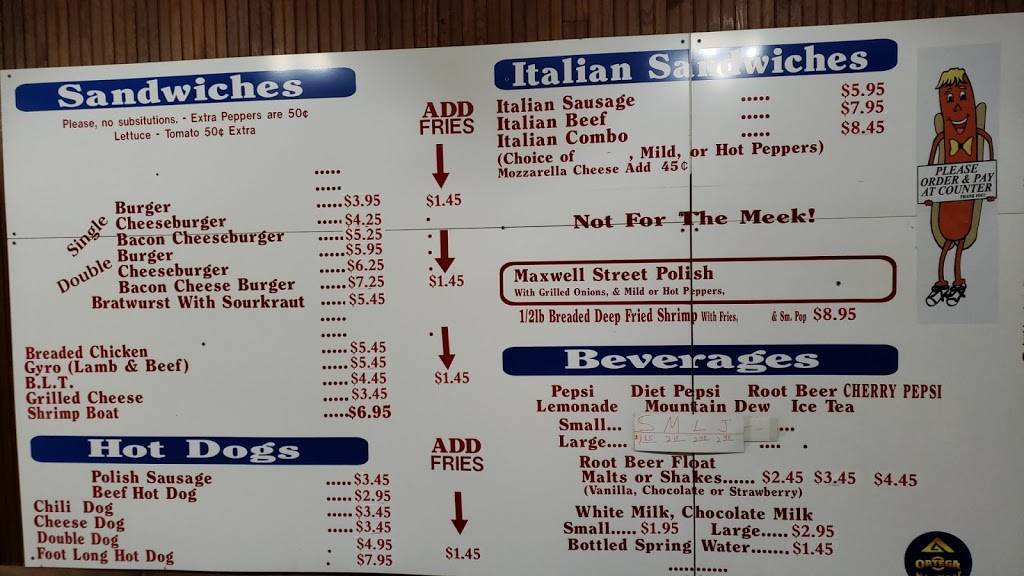 Sandwiches
Please, no subsitutions. - Extra Peppers are 50¢
Lettuce - Tomato 50¢ Extra
ADD
FRIES
.....
.....
Single
Burger .....$3.95 $1.45
Cheeseburger .....$4.25
Bacon Cheeseburger .....$5.25
Double
Burger .....$5.95
Cheeseburger .....$6.25
Bacon Cheese Burger .....$7.25 $1.45
Bratwurst With Sourkraut .....$5.45
.....
.....
Breaded Chicken .....$5.45
Gyro (Lamb & Beef) .....$5.45
B.L.T. .....$4.45 $1.45
Grilled Cheese .....$3.45
Shrimp Boat .....$6.95
Hot Dogs
ADD
FRIES
Polish Sausage .....$3.45
Beef Hot Dog .....$2.95
Chili Dog .....$3.45
Cheese Dog .....$3.45
Double Dog $4.95
Foot Long Hot Dog $7.95 $1.45
Italian Sandwiches
Italian Sausage ..... $5.95
Italian Beef ..... $7.95
Italian Combo ..... $8.45
(Choice of , Mild, or Hot Peppers)
Mozzarella Cheese Add 45¢
Not For The Meek!
Maxwell Street Polish
With Grilled Onions, & Mild or Hot Peppers,
1/2lb Breaded Deep Fried Shrimp With Fries, & Sm. Pop $8.95
Beverages
Pepsi Diet Pepsi Root Beer CHERRY PEPSI
Lemonade Mountain Dew Ice Tea
Small... S M L J ...
Large.... ....
Root Beer Float
Malts or Shakes...... $2.45 $3.45 $4.45
(Vanilla, Chocolate or Strawberry)
White Milk, Chocolate Milk
Small..... $1.95 Large..... $2.95
Bottled Spring Water....... $1.45
...........
PLEASE
ORDER & PAY
AT COUNTER
THANK YOU!
ORTEGA